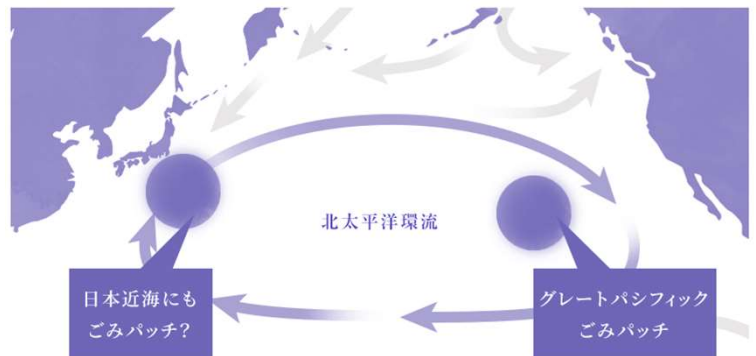 北太平洋環流
日本近海にも
ごみパッチ？
グレートパシフィック
ごみパッチ